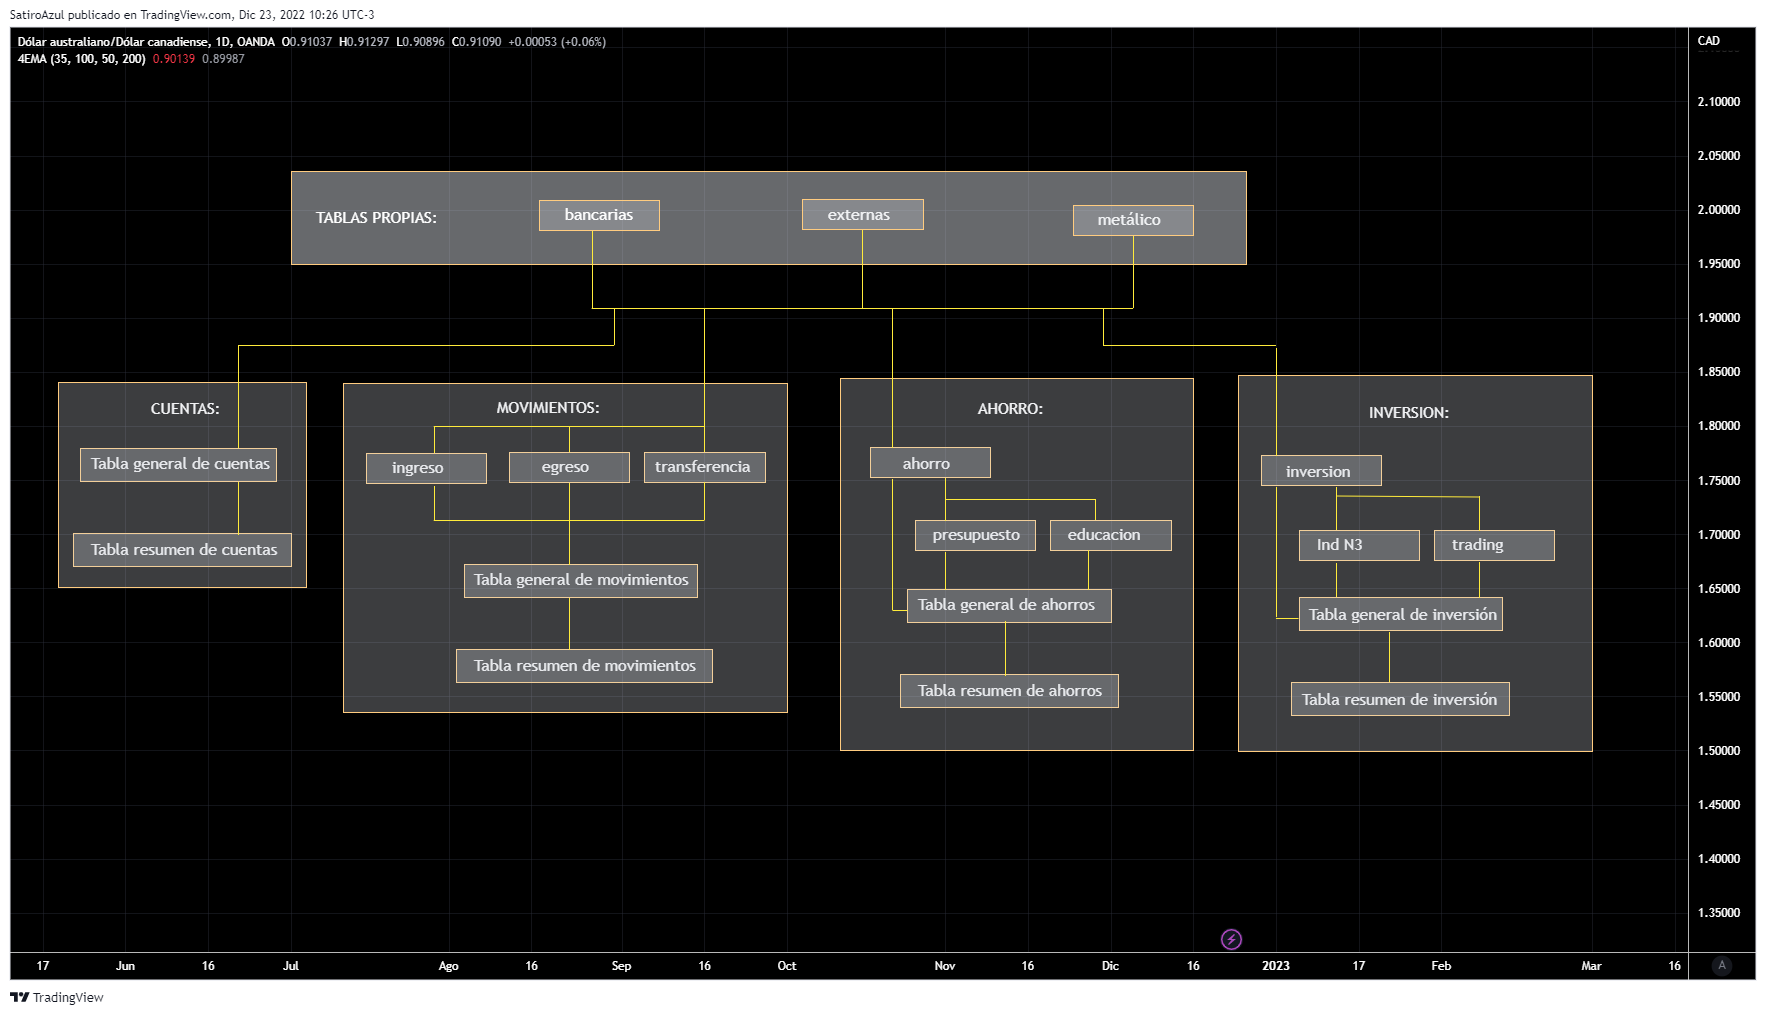 SatiroAzul publicado en TradingView.com, Dic 23, 2022 10:26 UTC-3
Dólar australiano/Dólar canadiense, 1D, OANDA O0.91037 H0.91297 L0.90896 C0.91090 +0.00053 (+0.06%)
4EMA (35, 100, 50, 200) 0.90139 0.89987
CAD
2.10000
2.05000
2.00000
1.95000
1.90000
1.85000
1.80000
1.75000
1.70000
1.65000
1.60000
1.55000
1.50000
1.45000
1.40000
1.35000
TABLAS PROPIAS:
bancarias
externas
metálico
CUENTAS:
Tabla general de cuentas
Tabla resumen de cuentas
MOVIMIENTOS:
ingreso
egreso
transferencia
Tabla general de movimientos
Tabla resumen de movimientos
AHORRO:
ahorro
presupuesto
educacion
Tabla general de ahorros
Tabla resumen de ahorros
INVERSION:
inversion
Ind N3
trading
Tabla general de inversión
Tabla resumen de inversión
17 Jun 16 Jul Ago 16 Sep 16 Oct Nov 16 Dic 16 2023 17 Feb Mar 16
A
TradingView